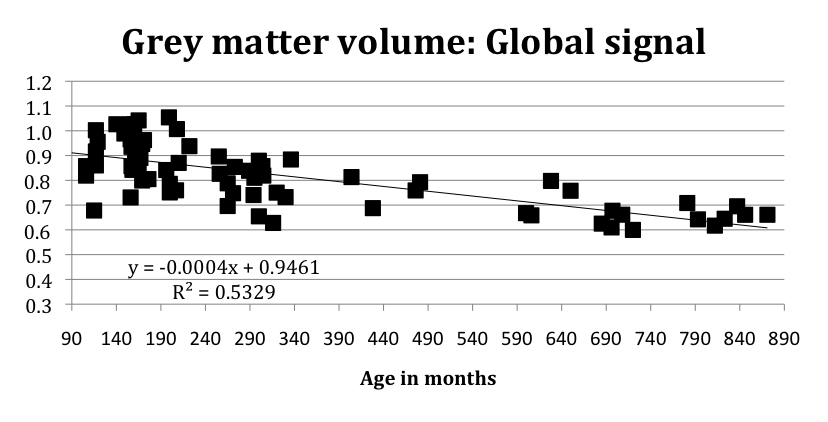 Grey matter volume: Global signal
1.2
1.1
1.0
0.9
0.8
0.7
0.6
0.5
0.4
0.3
y = -0.0004x + 0.9461
R² = 0.5329
90 140 190 240 290 340 390 440 490 540 590 640 690 740 790 840 890
Age in months